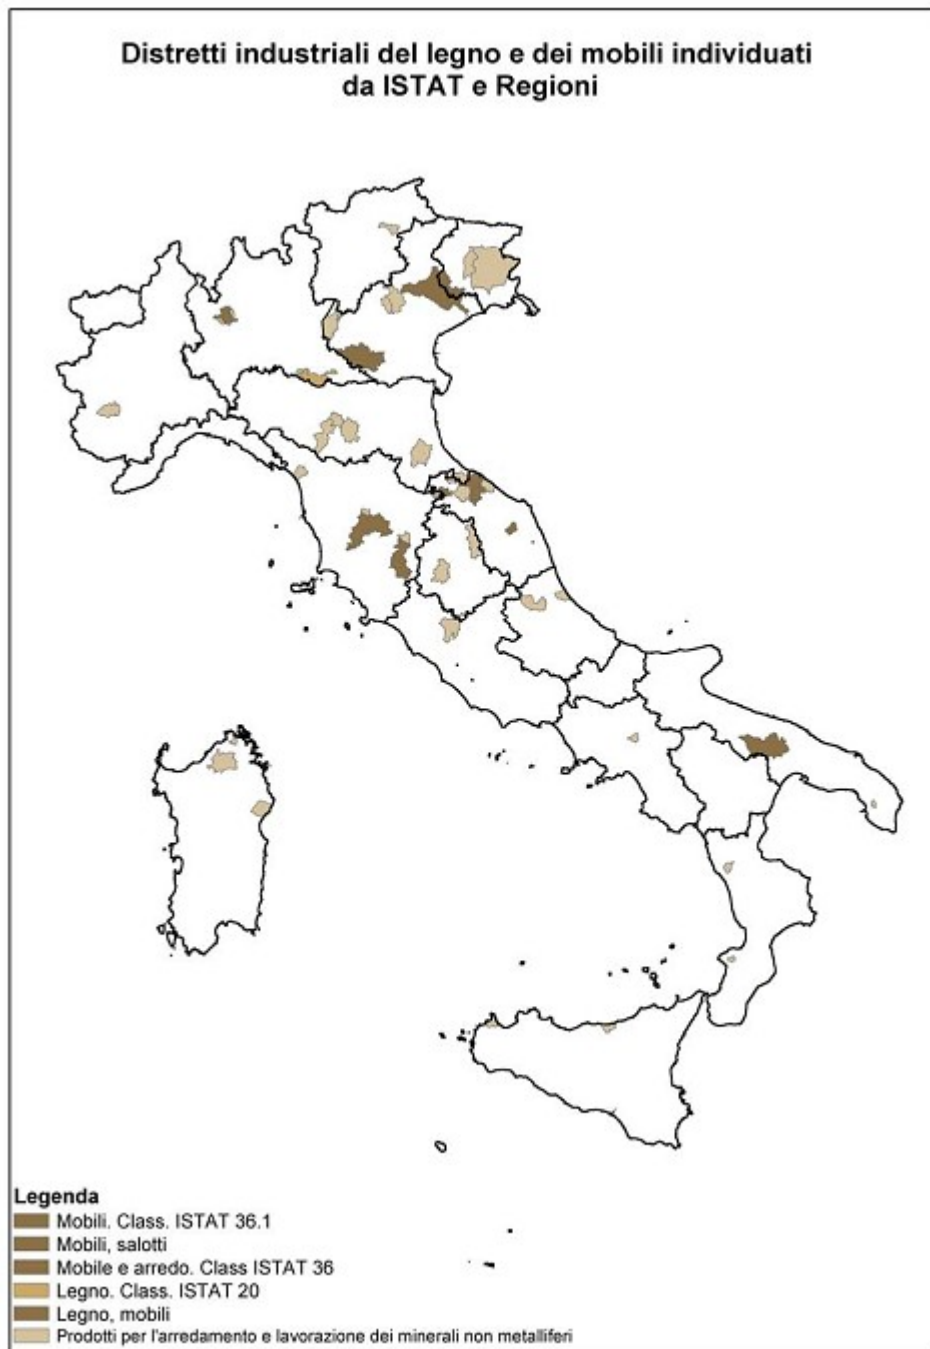 Distretti industriali del legno e dei mobili individuati
da ISTAT e Regioni
Legenda
Mobili. Class. ISTAT 36.1
Mobili, salotti
Mobile e arredo. Class ISTAT 36
Legno. Class. ISTAT 20
Legno, mobili
Prodotti per l'arredamento e lavorazione dei minerali non metalliferi